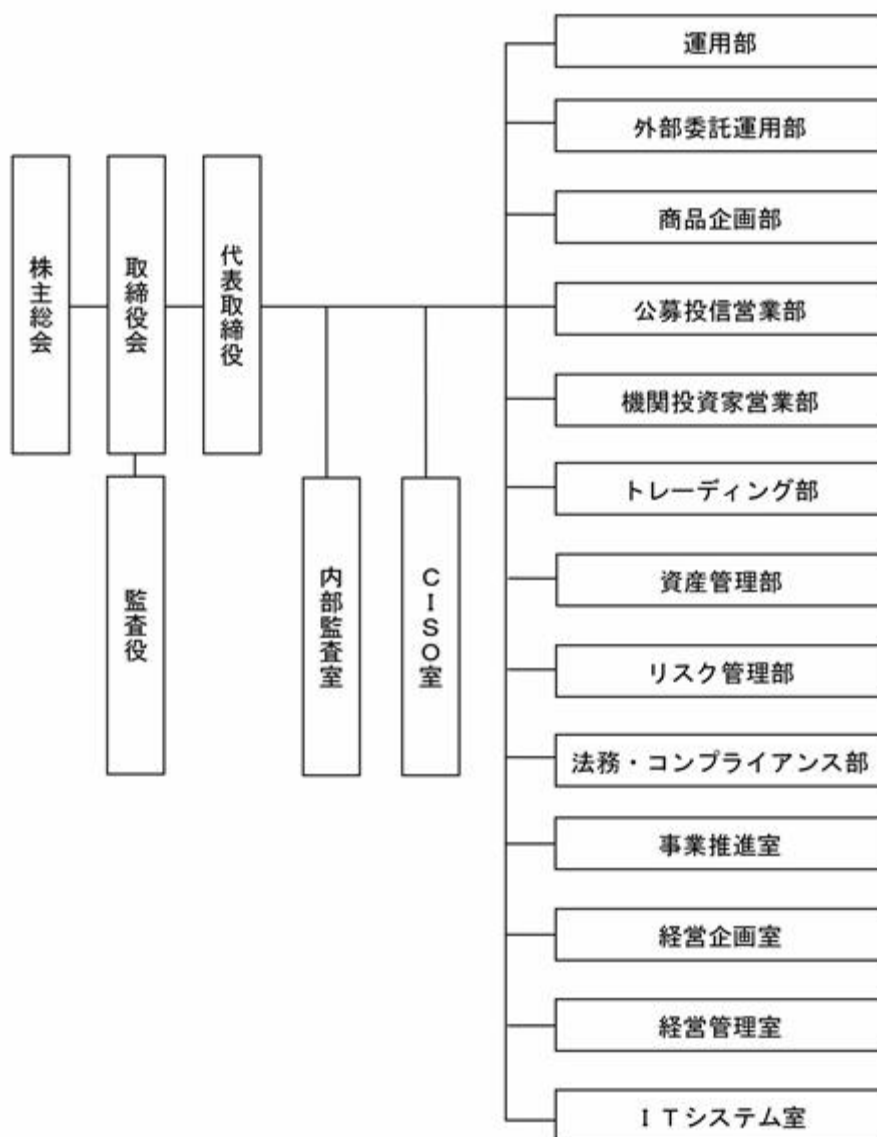 株主総会
取締役会
代表取締役
監査役
内部監査室
CISO室
運用部
外部委託運用部
商品企画部
公募投信営業部
機関投資家営業部
トレーディング部
資産管理部
リスク管理部
法務・コンプライアンス部
事業推進室
経営企画室
経営管理室
ITシステム室